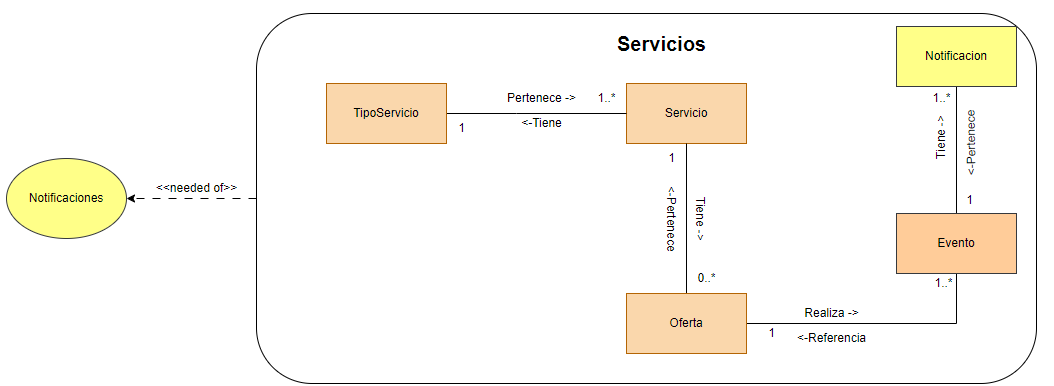 Servicios
Notificacion
TipoServicio
Pertenece ->
1..*
1
<-Tiene
Servicio
1..*
Tiene ->
<-Pertenece
1
Notificaciones
<<needed of>>
1
<-Pertenece
Tiene ->
0..*
Evento
1..*
Oferta
Realiza ->
1
<-Referencia